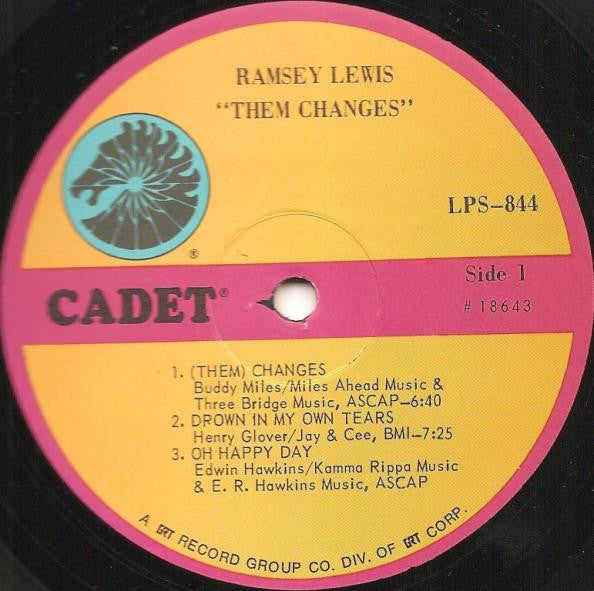 RAMSEY LEWIS
“THEM CHANGES”
LPS-844
®
CADET®
Side 1
# 18643
1. (THEM) CHANGES
Buddy Miles/Miles Ahead Music &
Three Bridge Music, ASCAP—6:40
2. DROWN IN MY OWN TEARS
Henry Glover/Jay & Cee, BMI—7:25
3. OH HAPPY DAY
Edwin Hawkins/Kamma Rippa Music
& E. R. Hawkins Music, ASCAP
A GRT RECORD GROUP CO. DIV. OF GRT CORP.